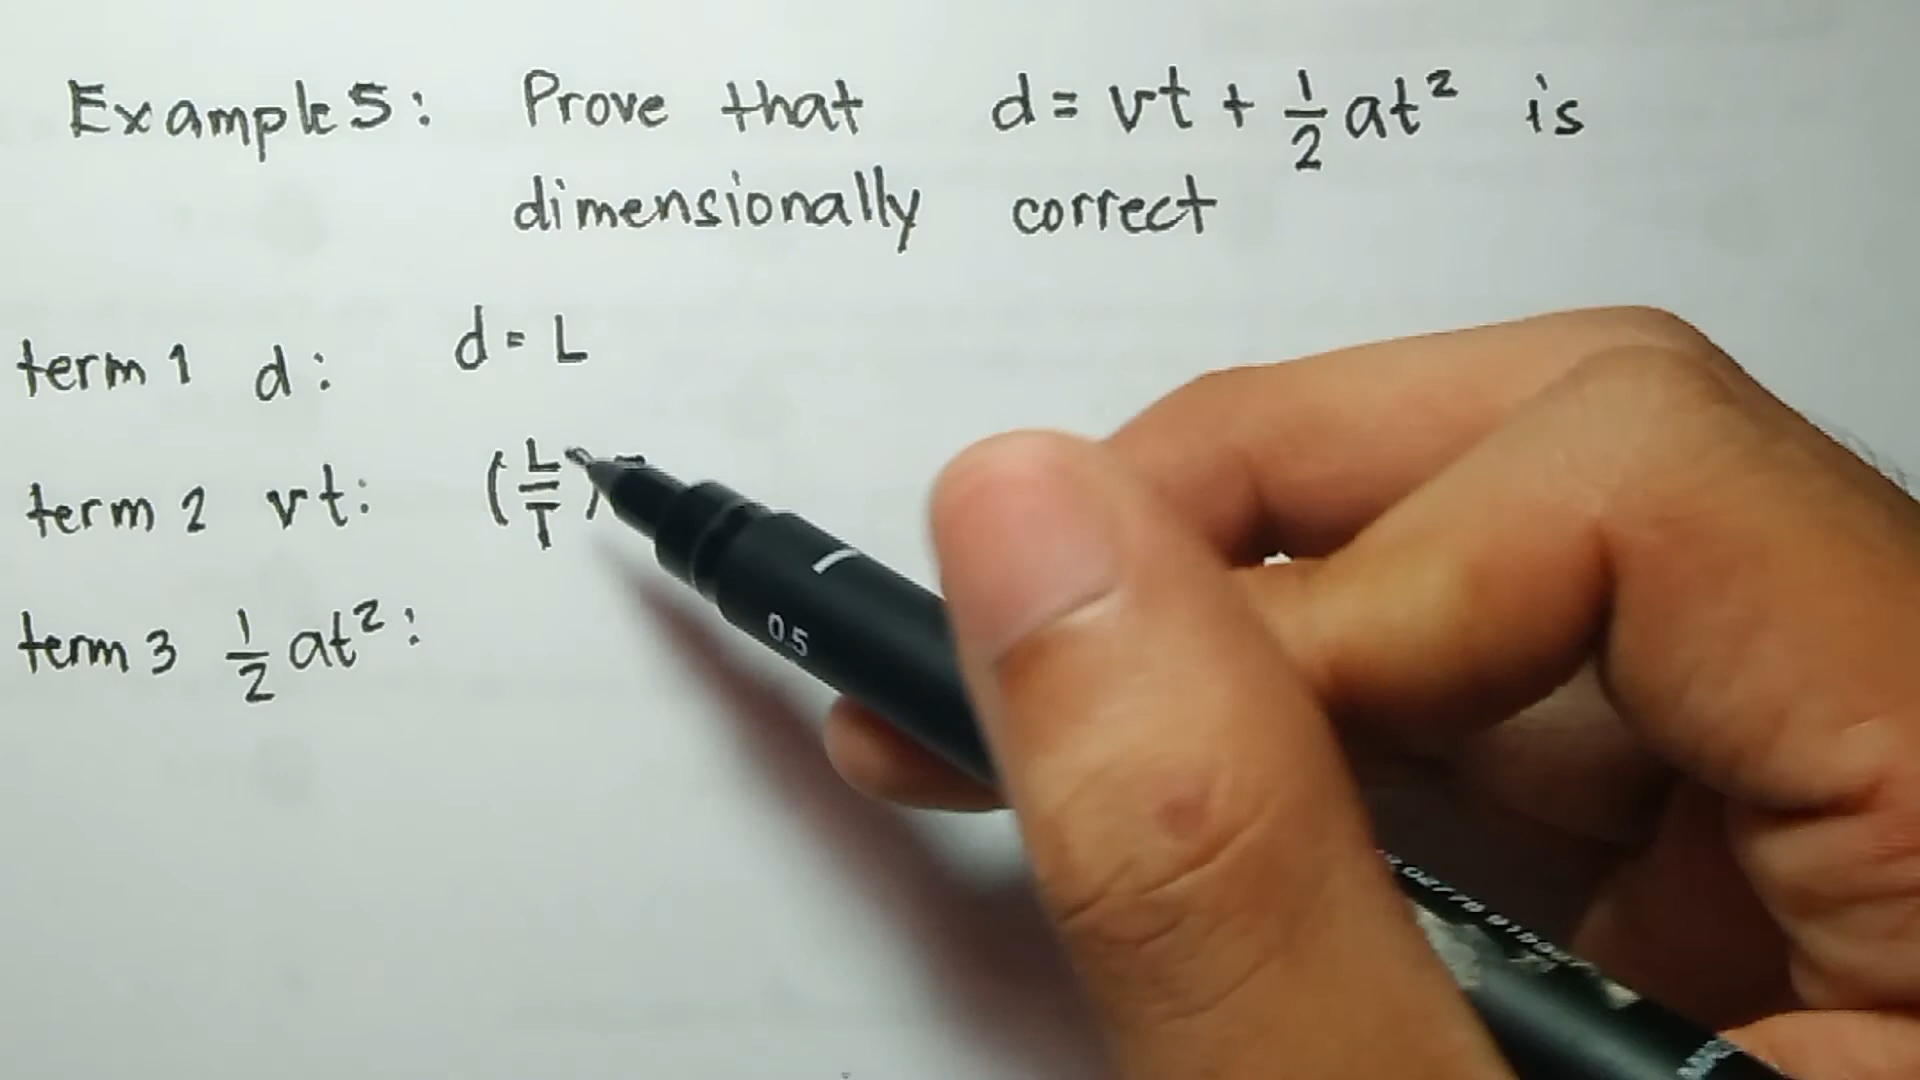 Example 5: Prove that d = vt + 1/2 at² is
dimensionally correct
term 1 d: d = L
term 2 vt: (L/T)
term 3 1/2 at²:
0.5